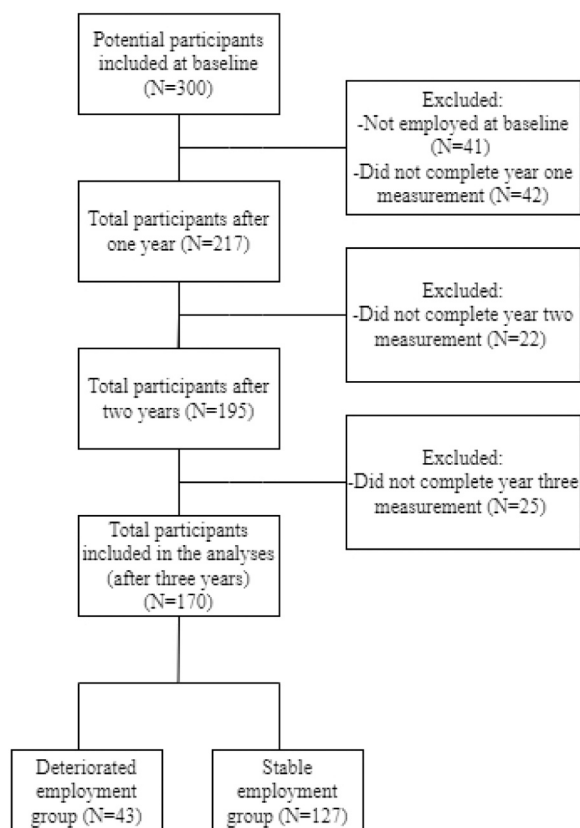 Potential participants
included at baseline
(N=300)
Excluded:
-Not employed at baseline
(N=41)
-Did not complete year one
measurement (N=42)
Total participants after
one year (N=217)
Excluded:
-Did not complete year two
measurement (N=22)
Total participants after
two years (N=195)
Excluded:
-Did not complete year three
measurement (N=25)
Total participants
included in the analyses
(after three years)
(N=170)
Deteriorated
employment
group (N=43)
Stable
employment
group (N=127)